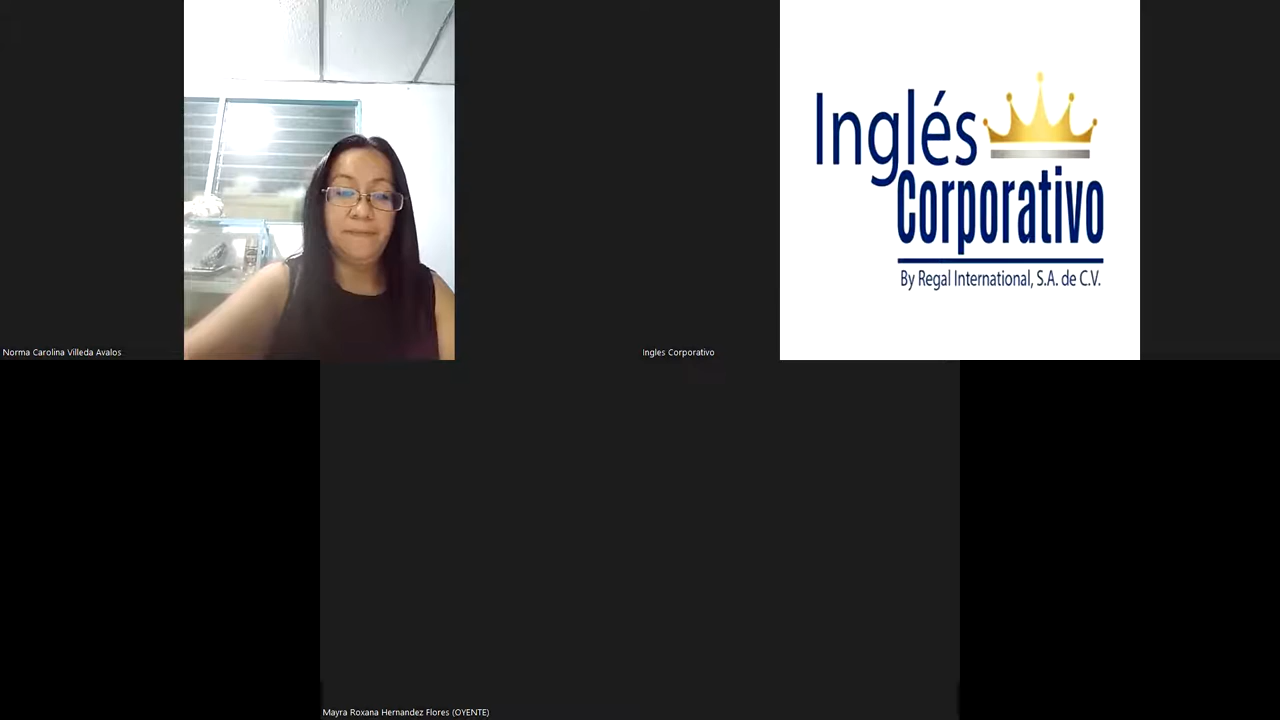 Inglés
Corporativo
By Regal International, S.A. de C.V.
Norma Carolina Villeda Avalos
Ingles Corporativo
Mayra Roxana Hernandez Flores (OYENTE)